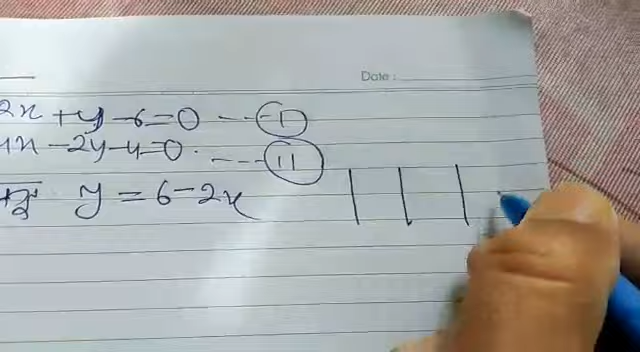 Date :
2x + y - 6 = 0 --- (I)
4x - 2y - 4 = 0 --- (II)
y = 6 - 2x